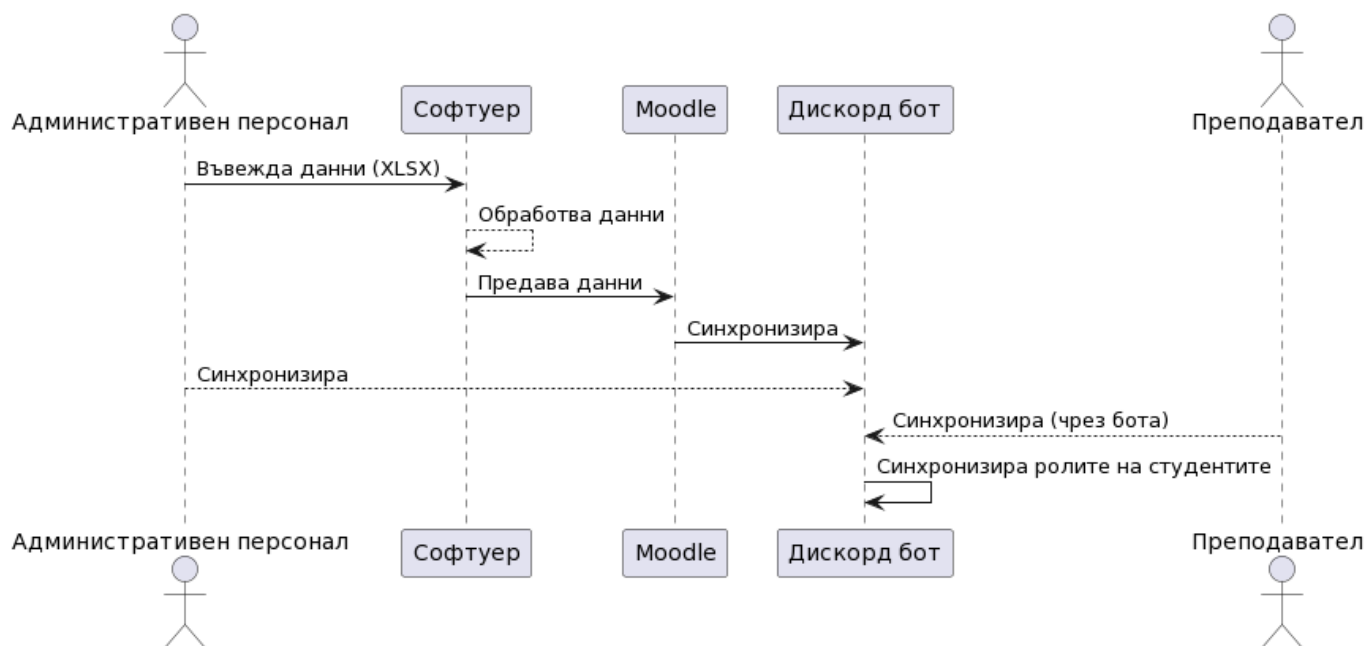 Административен персонал
Софтуер
Moodle
Дискорд бот
Преподавател
Въвежда данни (XLSX)
Обработва данни
Предава данни
Синхронизира
Синхронизира
Синхронизира (чрез бота)
Синхронизира ролите на студентите
Административен персонал
Софтуер
Moodle
Дискорд бот
Преподавател